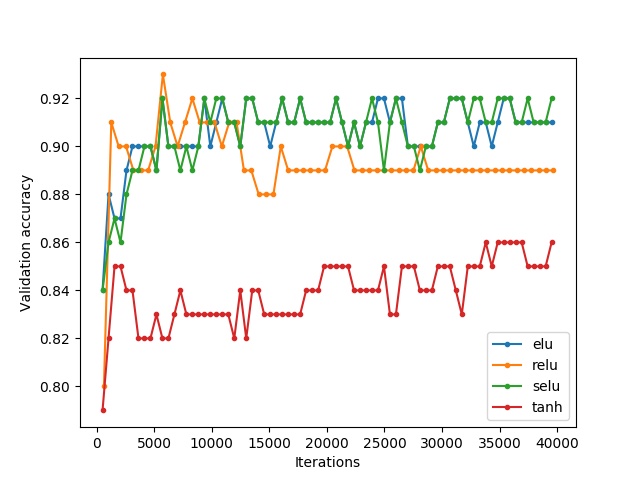 Validation accuracy
0.92
0.90
0.88
0.86
0.84
0.82
0.80
0 5000 10000 15000 20000 25000 30000 35000 40000
Iterations
elu
relu
selu
tanh